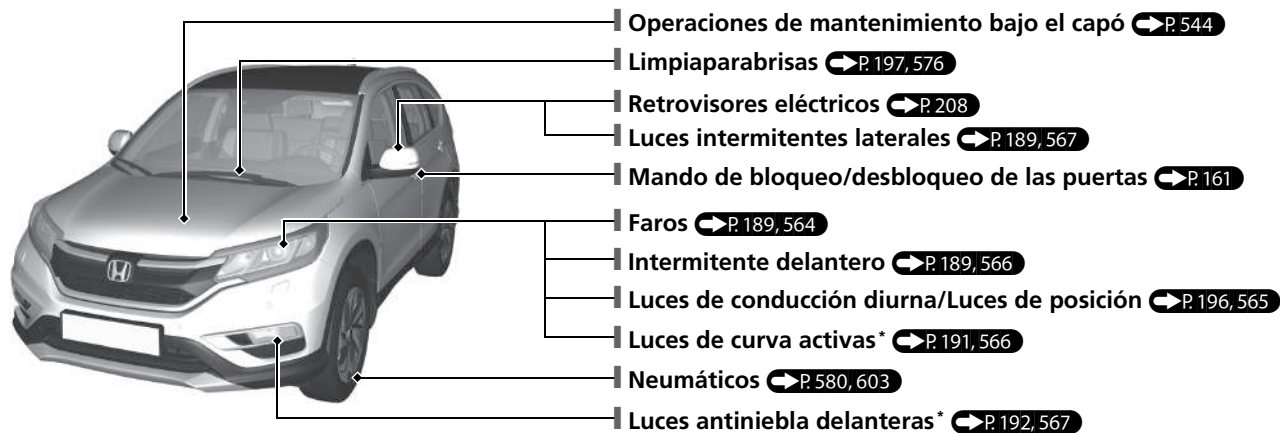 Operaciones de mantenimiento bajo el capó P. 544
Limpiaparabrisas P. 197, 576
Retrovisores eléctricos P. 208
Luces intermitentes laterales P. 189, 567
Mando de bloqueo/desbloqueo de las puertas P. 161
Faros P. 189, 564
Intermitente delantero P. 189, 566
Luces de conducción diurna/Luces de posición P. 196, 565
Luces de curva activas* P. 191, 566
Neumáticos P. 580, 603
Luces antiniebla delanteras* P. 192, 567